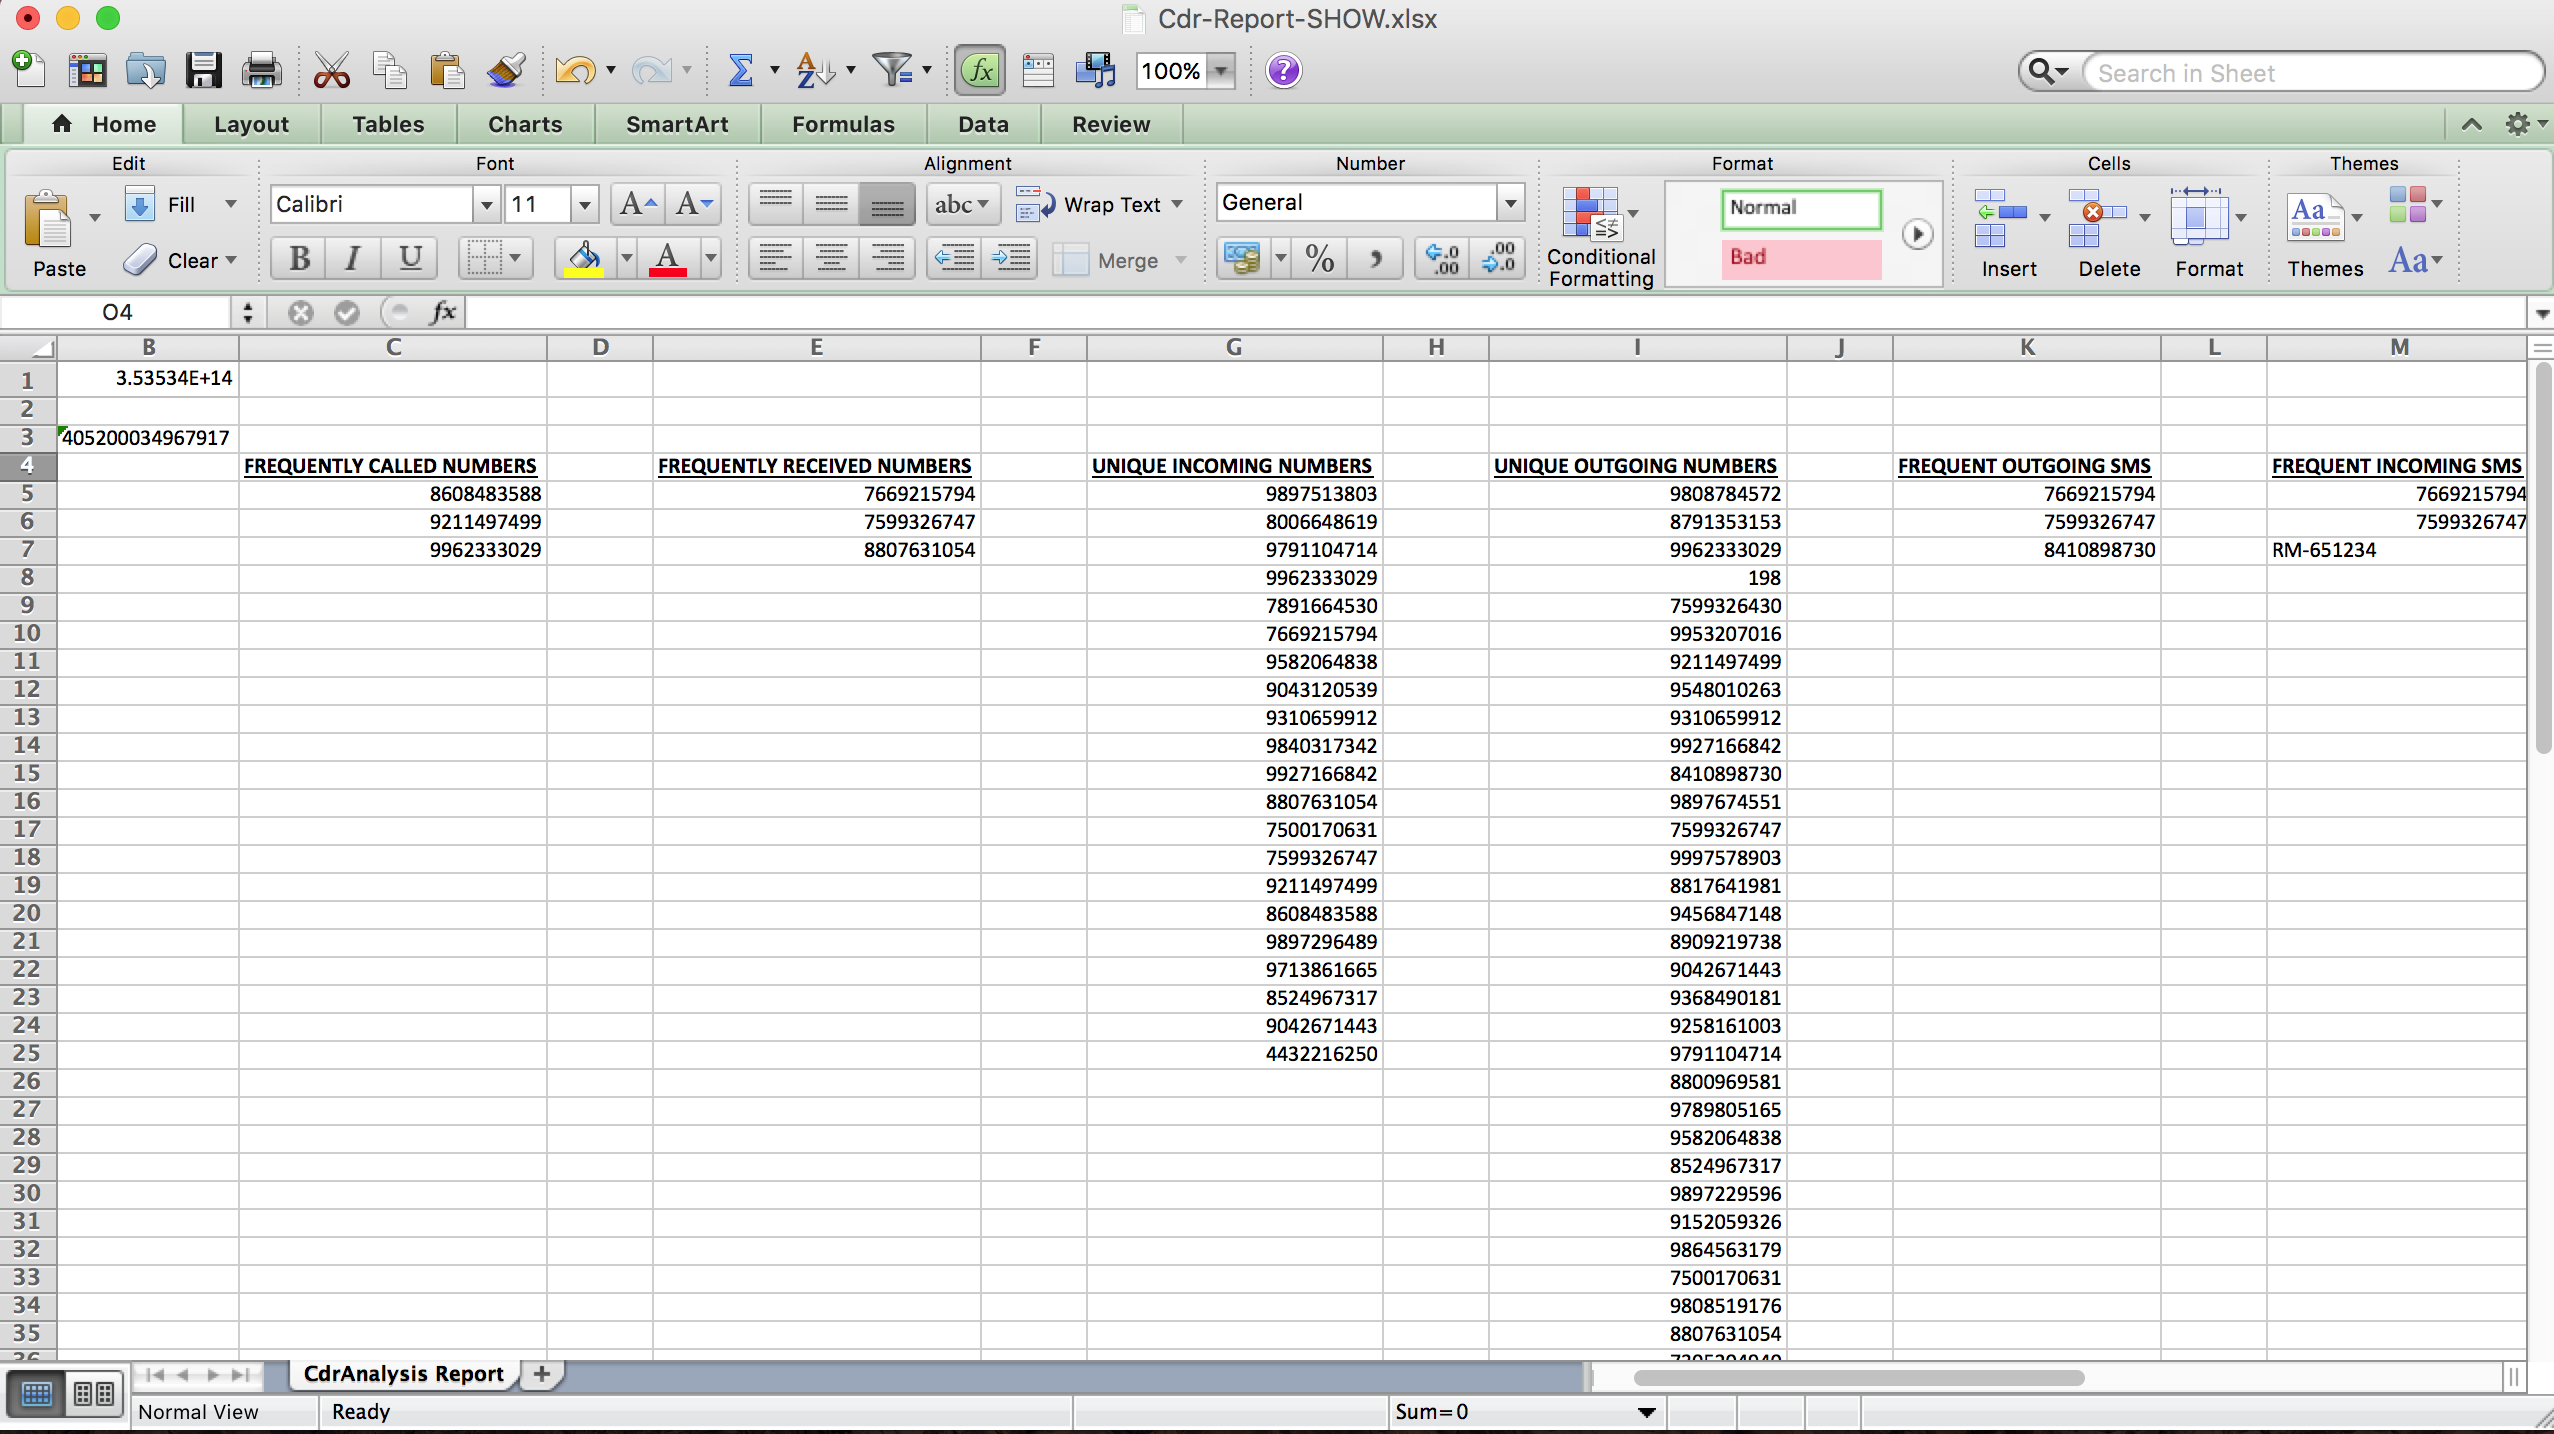 Cdr-Report-SHOW.xlsx
100%
Search in Sheet
Home Layout Tables Charts SmartArt Formulas Data Review
Edit Font Alignment Number Format Cells Themes
Paste Fill Clear
Calibri 11
B I U
abc Wrap Text
Merge
General
%
Conditional Formatting
Normal
Bad
Insert Delete Format
Themes
O4 fx
B C D E F G H I J K L M
1 3.53534E+14
2
3 405200034967917
4 FREQUENTLY CALLED NUMBERS FREQUENTLY RECEIVED NUMBERS UNIQUE INCOMING NUMBERS UNIQUE OUTGOING NUMBERS FREQUENT OUTGOING SMS FREQUENT INCOMING SMS
5 8608483588 7669215794 9897513803 9808784572 7669215794 7669215794
6 9211497499 7599326747 8006648619 8791353153 7599326747 7599326747
7 9962333029 8807631054 9791104714 9962333029 8410898730 RM-651234
8 9962333029 198
9 7891664530 7599326430
10 7669215794 9953207016
11 9582064838 9211497499
12 9043120539 9548010263
13 9310659912 9310659912
14 9840317342 9927166842
15 9927166842 8410898730
16 8807631054 9897674551
17 7500170631 7599326747
18 7599326747 9997578903
19 9211497499 8817641981
20 8608483588 9456847148
21 9897296489 8909219738
22 9713861665 9042671443
23 8524967317 9368490181
24 9042671443 9258161003
25 4432216250 9791104714
26 8800969581
27 9789805165
28 9582064838
29 8524967317
30 9897229596
31 9152059326
32 9864563179
33 7500170631
34 9808519176
35 8807631054
CdrAnalysis Report
Normal View Ready Sum=0